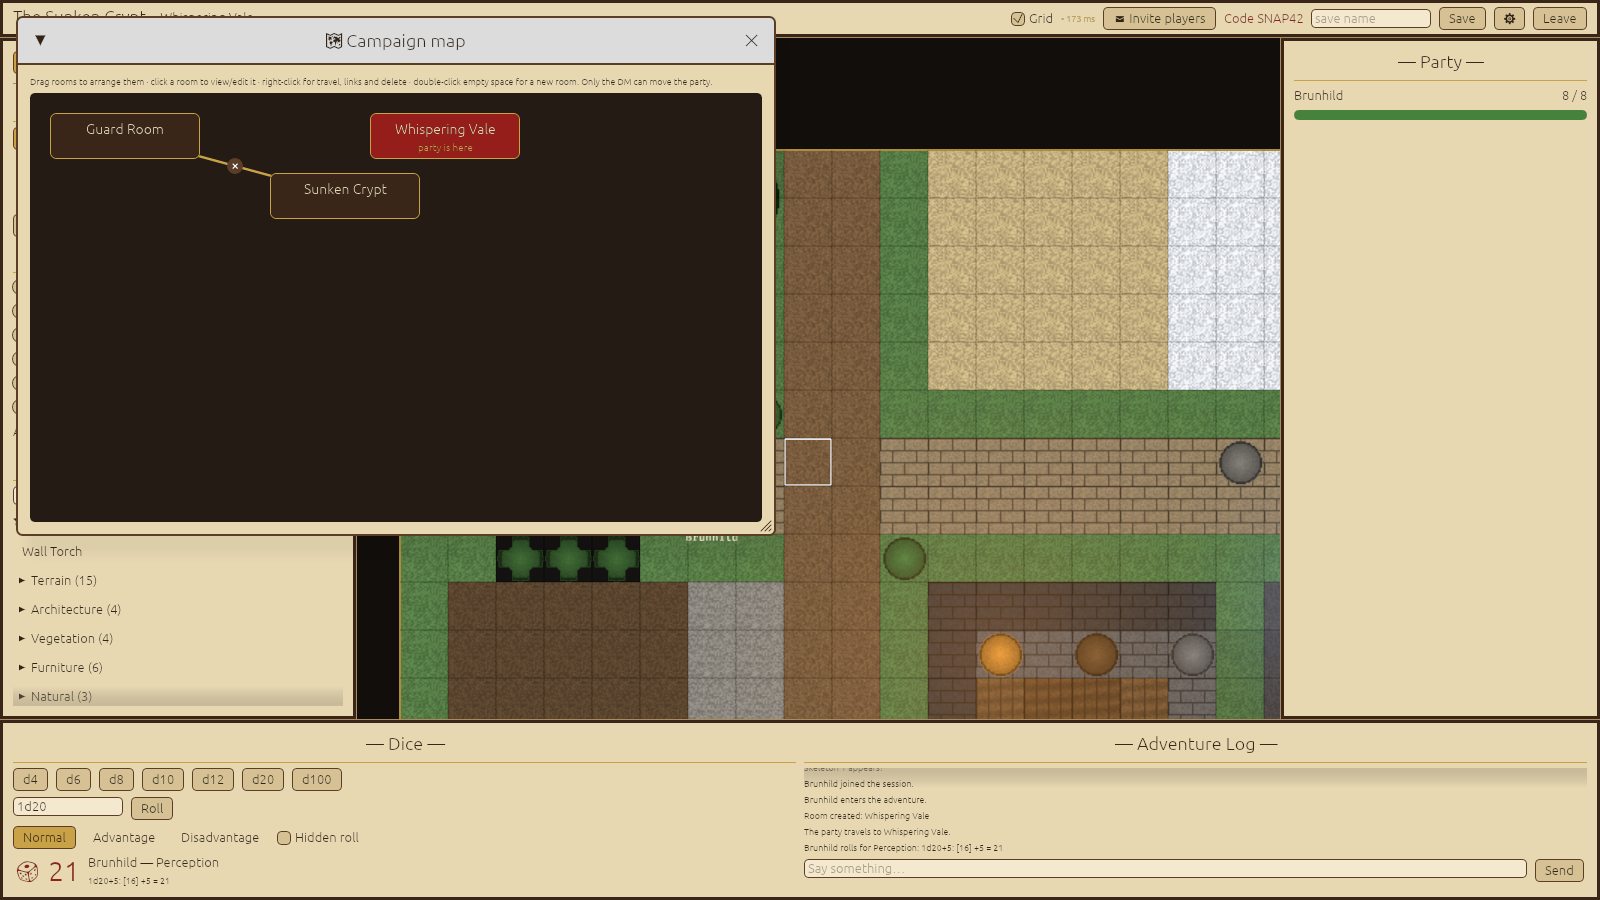 Campaign map
Grid
- 173 ms
Invite players
Code SNAP42
save name
Save
Leave
Drag rooms to arrange them · click a room to view/edit it · right-click for travel, links and delete · double-click empty space for a new room. Only the DM can move the party.
Guard Room
Whispering Vale
party is here
Sunken Crypt
Party
Brunhild
8 / 8
Brunhild
Wall Torch
Terrain (15)
Architecture (4)
Vegetation (4)
Furniture (6)
Natural (3)
— Dice —
d4
d6
d8
d10
d12
d20
d100
1d20
Roll
Normal
Advantage
Disadvantage
Hidden roll
21
Brunhild — Perception
1d20+5: [16] +5 = 21
— Adventure Log —
Brunhild joined the session.
Brunhild enters the adventure.
Room created: Whispering Vale
The party travels to Whispering Vale.
Brunhild rolls for Perception: 1d20+5: [16] +5 = 21
Say something...
Send